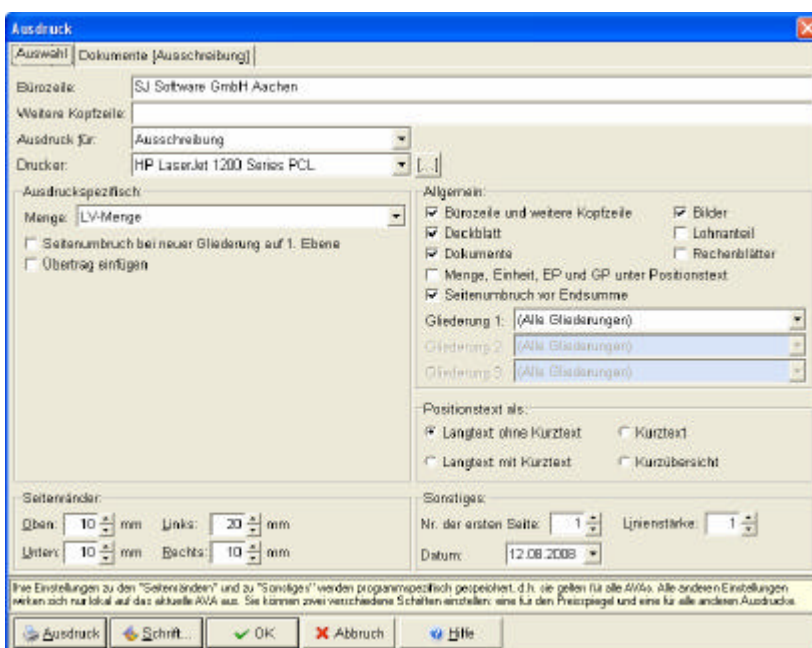 Ausdruck
Auswahl Dokumente [Ausschreibung]
Bürozeile: SJ Software GmbH Aachen
Weitere Kopfzeile:
Ausdruck für: Ausschreibung
Drucker: HP LaserJet 1200 Series PCL [...]
Ausdruckspezifisch:
Menge: LV-Menge
Seitenumbruch bei neuer Gliederung auf 1. Ebene
Übertrag einfügen
Allgemein:
Bürozeile und weitere Kopfzeile Bilder
Deckblatt Lohnanteil
Dokumente Rechenblätter
Menge, Einheit, EP und GP unter Positionstext
Seitenumbruch vor Endsumme
Gliederung 1: (Alle Gliederungen)
Gliederung 2: (Alle Gliederungen)
Gliederung 3: (Alle Gliederungen)
Positionstext als:
Langtext ohne Kurztext Kurztext
Langtext mit Kurztext Kurzübersicht
Seitenränder:
Oben: 10 mm Links: 20 mm
Unten: 10 mm Rechts: 10 mm
Sonstiges:
Nr. der ersten Seite: 1 Linienstärke: 1
Datum: 12.08.2008
Ihre Einstellungen zu den "Seitenrändern" und zu "Sonstiges" werden programmspezifisch gespeichert, d.h. sie gelten für alle AVAs. Alle anderen Einstellungen
wirken sich nur lokal auf das aktuelle AVA aus. Sie können zwei verschiedene Schriften einstellen: eine für den Preisspiegel und eine für alle anderen Ausdrucke.
Ausdruck Schrift... OK Abbruch Hilfe